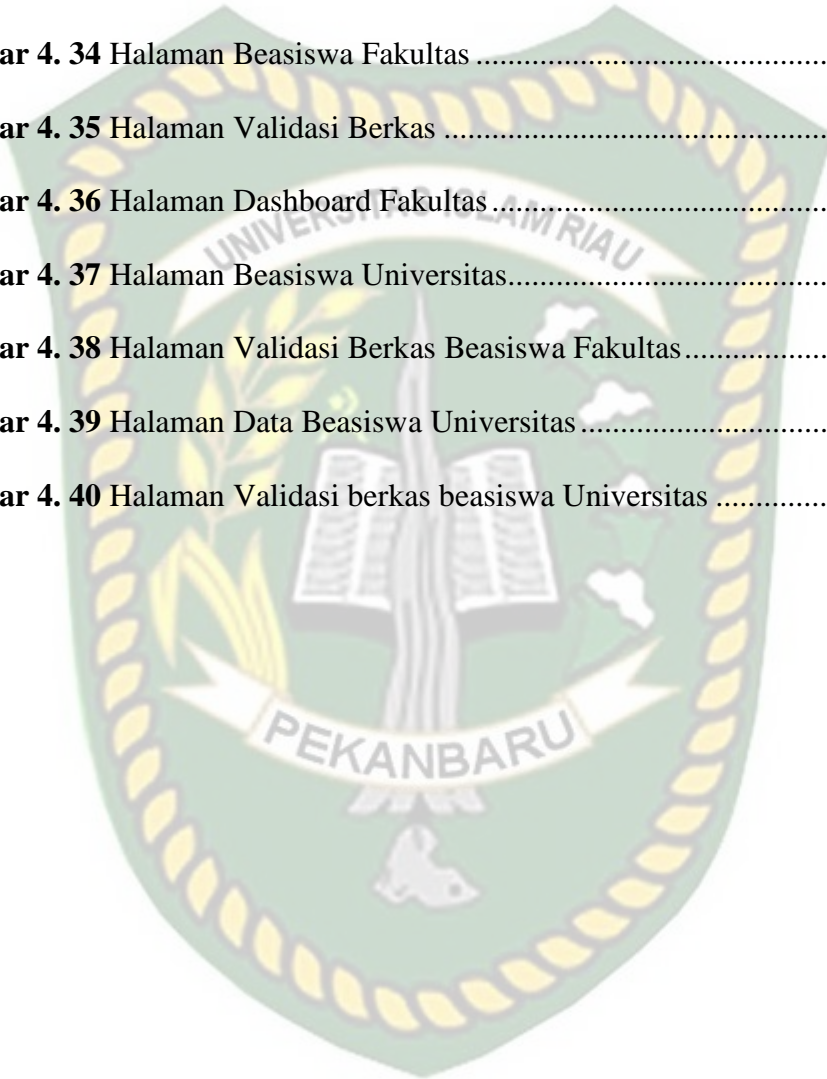 ar 4. 34 Halaman Beasiswa Fakultas ....................................
ar 4. 35 Halaman Validasi Berkas ........................................
ar 4. 36 Halaman Dashboard Fakultas ...................................
ar 4. 37 Halaman Beasiswa Universitas.................................
ar 4. 38 Halaman Validasi Berkas Beasiswa Fakultas ...............
ar 4. 39 Halaman Data Beasiswa Universitas ..........................
ar 4. 40 Halaman Validasi berkas beasiswa Universitas ............
UNIVERSITAS ISLAM RIAU
PEKANBARU